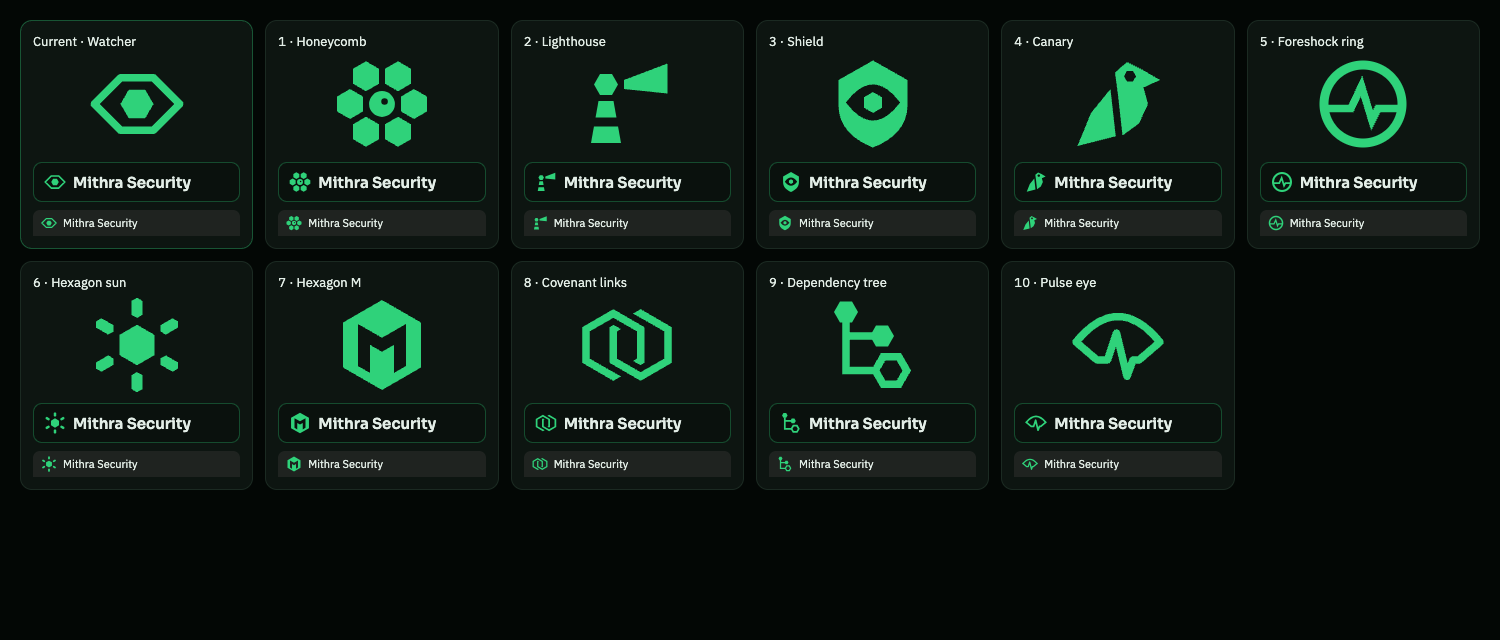 Current · Watcher
Mithra Security
Mithra Security
1 · Honeycomb
Mithra Security
Mithra Security
2 · Lighthouse
Mithra Security
Mithra Security
3 · Shield
Mithra Security
Mithra Security
4 · Canary
Mithra Security
Mithra Security
5 · Foreshock ring
Mithra Security
Mithra Security
6 · Hexagon sun
Mithra Security
Mithra Security
7 · Hexagon M
Mithra Security
Mithra Security
8 · Covenant links
Mithra Security
Mithra Security
9 · Dependency tree
Mithra Security
Mithra Security
10 · Pulse eye
Mithra Security
Mithra Security